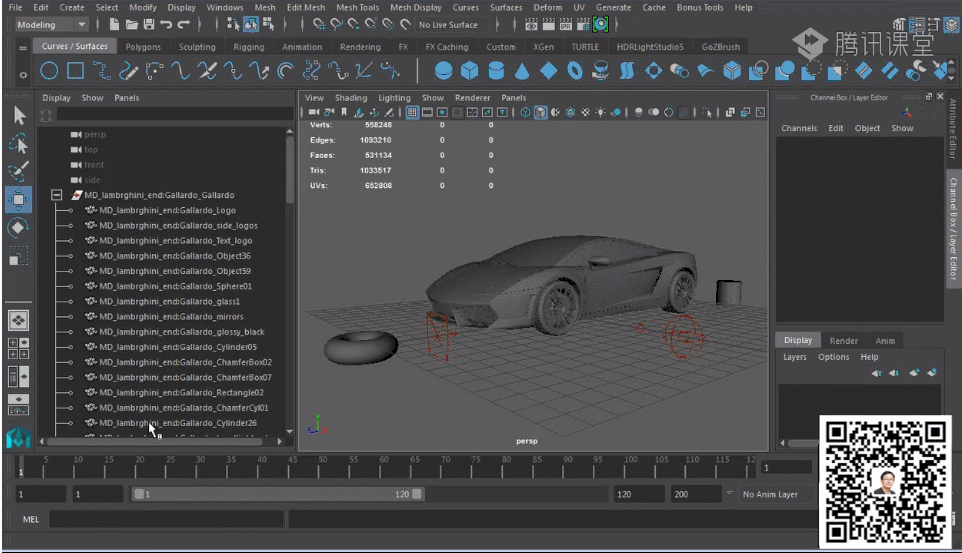 File Edit Create Select Modify Display Windows Mesh Edit Mesh Mesh Tools Mesh Display Curves Surfaces Deform UV Generate Cache Bonus Tools Help
Modeling
No Live Surface
腾讯课堂
Curves / Surfaces Polygons Sculpting Rigging Animation Rendering FX FX Caching Custom XGen TURTLE HDRLightStudio5 GoZBrush
Display Show Panels
View Shading Lighting Show Renderer Panels
Channel Box / Layer Editor
Channels Edit Object Show
Attribute Editor
Channel Box / Layer Editor
persp
top
front
side
MD_lambrghini_end:Gallardo_Gallardo
MD_lambrghini_end:Gallardo_Logo
MD_lambrghini_end:Gallardo_side_logos
MD_lambrghini_end:Gallardo_Text_logo
MD_lambrghini_end:Gallardo_Object36
MD_lambrghini_end:Gallardo_Object59
MD_lambrghini_end:Gallardo_Sphere01
MD_lambrghini_end:Gallardo_glass1
MD_lambrghini_end:Gallardo_mirrors
MD_lambrghini_end:Gallardo_glossy_black
MD_lambrghini_end:Gallardo_Cylinder05
MD_lambrghini_end:Gallardo_ChamferBox02
MD_lambrghini_end:Gallardo_ChamferBox07
MD_lambrghini_end:Gallardo_Rectangle02
MD_lambrghini_end:Gallardo_ChamferCyl01
MD_lambrghini_end:Gallardo_Cylinder26
Verts: 558248 0 0
Edges: 1093210 0 0
Faces: 531134 0 0
Tris: 1033517 0 0
UVs: 652808 0 0
persp
Display Render Anim
Layers Options Help
1 5 10 15 20 25 30 35 40 45 50 55 60 65 70 75 80 85 90 95 100 105 110 115 12
1
1 1 1 120 120 200 No Anim Layer
MEL